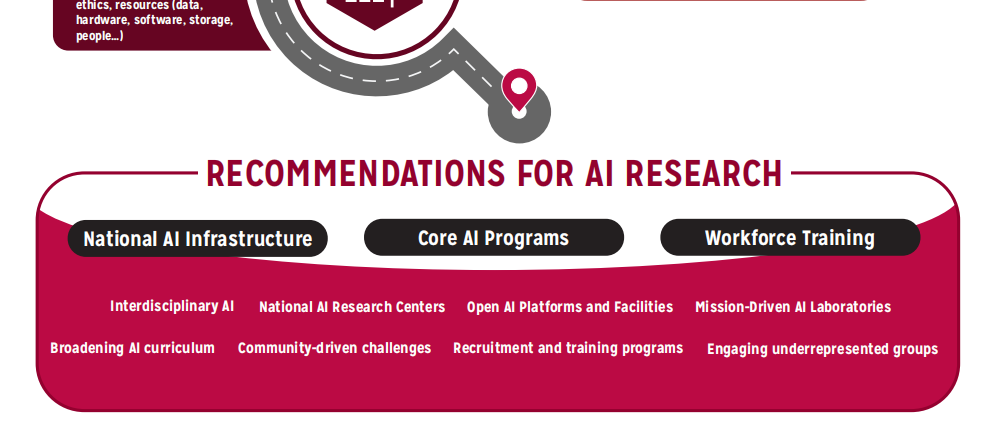 ethics, resources (data,
hardware, software, storage,
people...)
RECOMMENDATIONS FOR AI RESEARCH
National AI Infrastructure
Core AI Programs
Workforce Training
Interdisciplinary AI
National AI Research Centers
Open AI Platforms and Facilities
Mission-Driven AI Laboratories
Broadening AI curriculum
Community-driven challenges
Recruitment and training programs
Engaging underrepresented groups